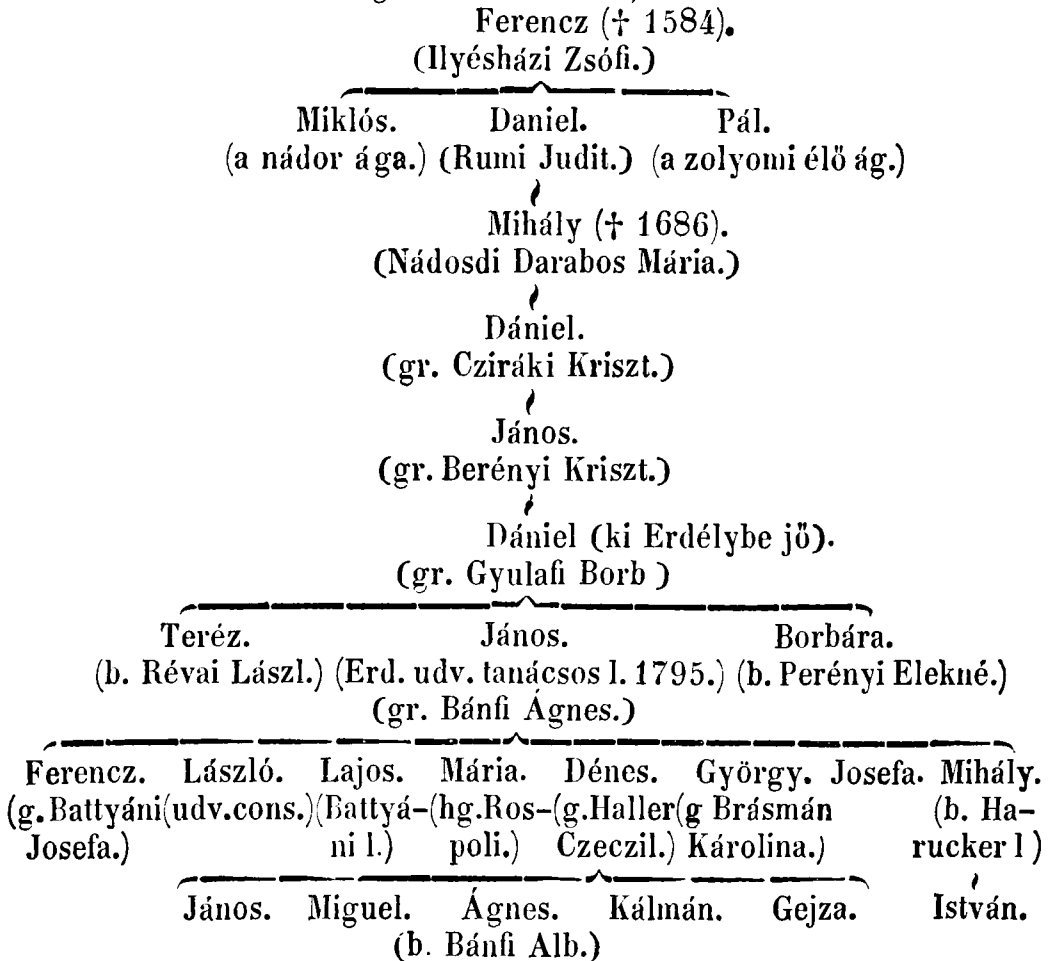 Ferencz († 1584).
(Ilyésházi Zsófi.)
Miklós. Daniel. Pál.
(a nádor ága.) (Rumi Judit.) (a zolyomi élő ág.)
Mihály († 1686).
(Nádosdi Darabos Mária.)
Dániel.
(gr. Cziráki Kriszt.)
János.
(gr. Berényi Kriszt.)
Dániel (ki Erdélybe jő).
(gr. Gyulafi Borb )
Teréz. János. Borbára.
(b. Révai Lászl.) (Erd. udv. tanácsos l. 1795.) (b. Perényi Elekné.)
(gr. Bánfi Ágnes.)
Ferencz. László. Lajos. Mária. Dénes. György. Josefa. Mihály.
(g. Battyáni (udv. cons.) (Battyá- (hg. Ros- (g. Haller (g Brásmán (b. Ha-
Josefa.) ni l.) poli.) Czeczil.) Károlina.) rucker l )
János. Miguel. Ágnes. Kálmán. Gejza. István.
(b. Bánfi Alb.)